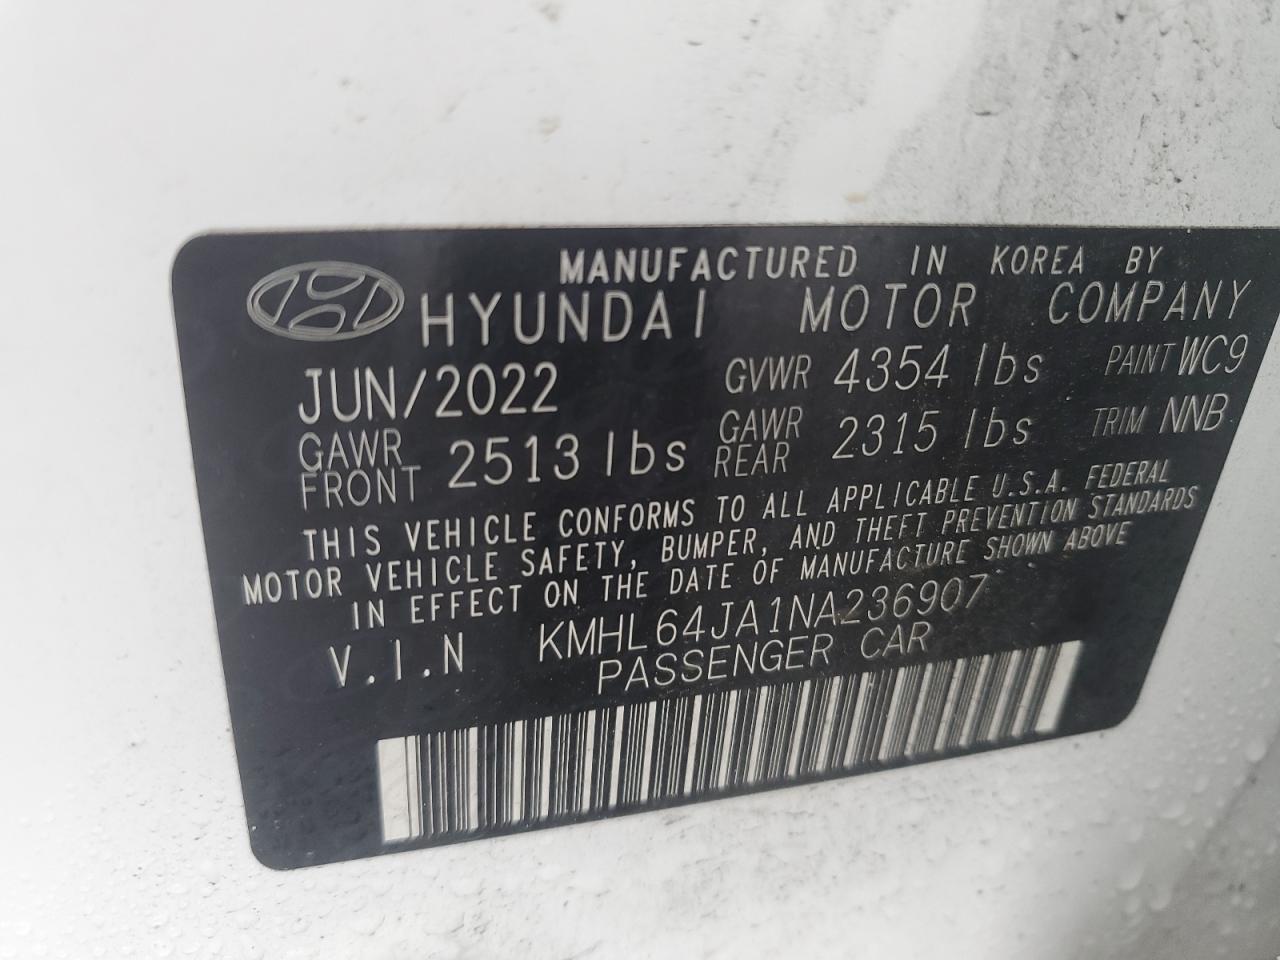 MANUFACTURED IN KOREA BY
HYUNDAI MOTOR COMPANY
JUN/2022 GVWR 4354 lbs PAINT WC9
GAWR FRONT 2513 lbs GAWR REAR 2315 lbs TRIM NNB
THIS VEHICLE CONFORMS TO ALL APPLICABLE U.S.A. FEDERAL
MOTOR VEHICLE SAFETY, BUMPER, AND THEFT PREVENTION STANDARDS
IN EFFECT ON THE DATE OF MANUFACTURE SHOWN ABOVE
V.I.N KMHL64JA1NA236907
PASSENGER CAR